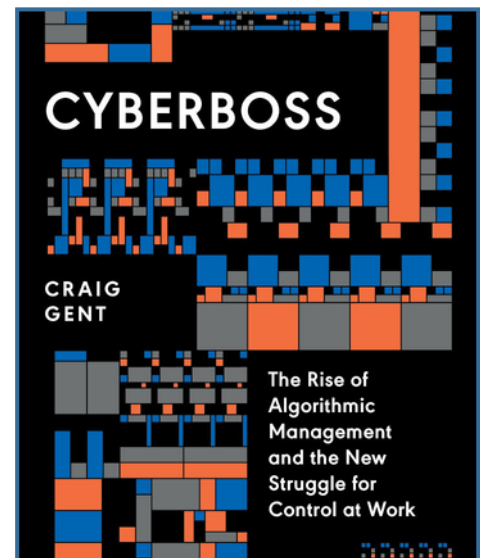 CYBERBOSS
CRAIG
GENT
The Rise of
Algorithmic
Management
and the New
Struggle for
Control at Work